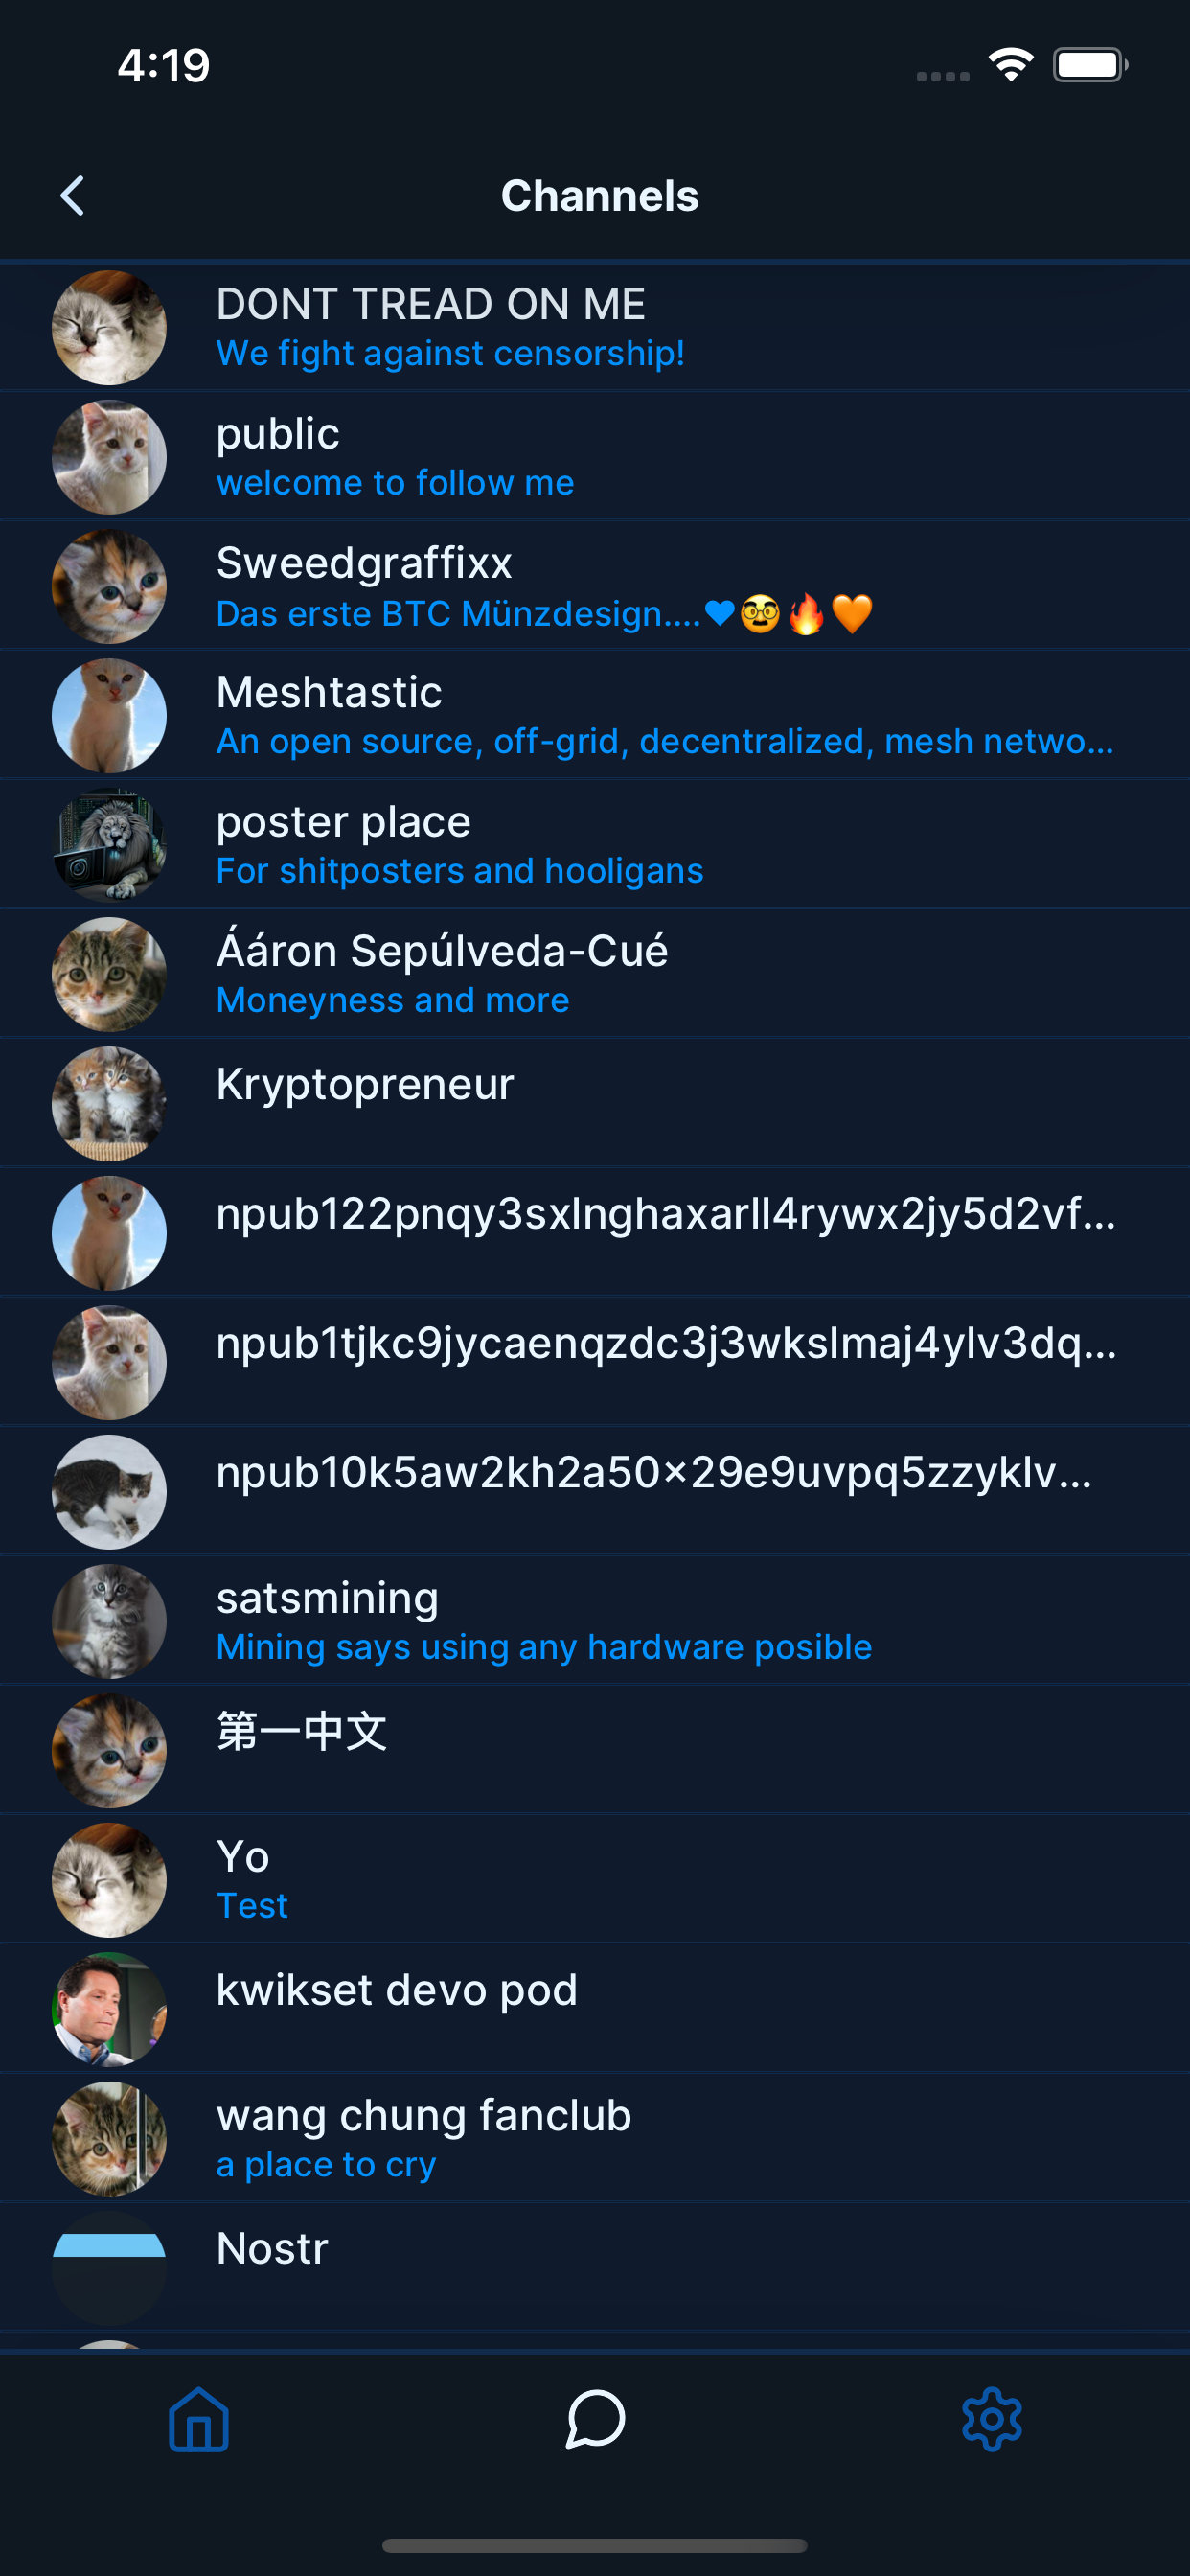 4:19
Channels
DONT TREAD ON ME
We fight against censorship!
public
welcome to follow me
Sweedgraffixx
Das erste BTC Münzdesign....♥🥸🔥🧡
Meshtastic
An open source, off-grid, decentralized, mesh netwo...
poster place
For shitposters and hooligans
Ááron Sepúlveda-Cué
Moneyness and more
Kryptopreneur
npub122pnqy3sxlnghaxarll4rywx2jy5d2vf...
npub1tjkc9jycaenqzdc3j3wkslmaj4ylv3dq...
npub10k5aw2kh2a50×29e9uvpq5zzyklv...
satsmining
Mining says using any hardware posible
第一中文
Yo
Test
kwikset devo pod
wang chung fanclub
a place to cry
Nostr